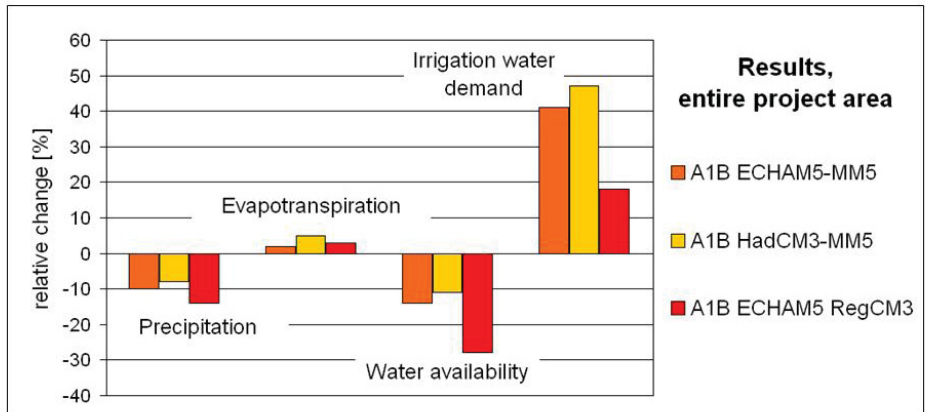 60
50
40
30
20
10
0
-10
-20
-30
-40
relative change [%]
Precipitation
Evapotranspiration
Water availability
Irrigation water
demand
Results,
entire project area
A1B ECHAM5-MM5
A1B HadCM3-MM5
A1B ECHAM5 RegCM3